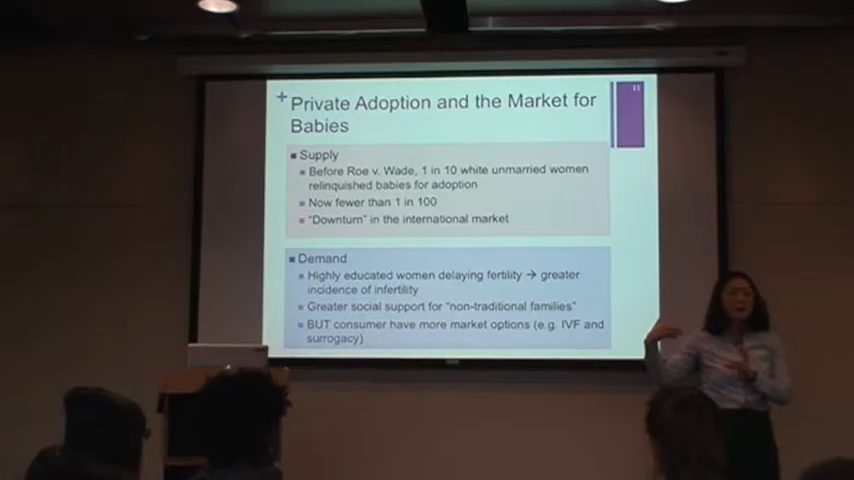 11
+ Private Adoption and the Market for
Babies
■ Supply
■ Before Roe v. Wade, 1 in 10 white unmarried women
relinquished babies for adoption
■ Now fewer than 1 in 100
■ "Downturn" in the international market
■ Demand
■ Highly educated women delaying fertility → greater
incidence of infertility
■ Greater social support for "non-traditional families"
■ BUT consumer have more market options (e.g. IVF and
surrogacy)